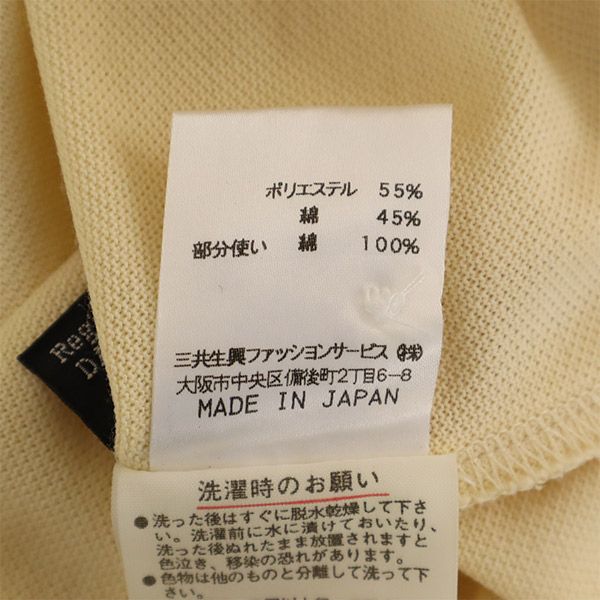 ポリエステル 55%
綿 45%
部分使い 綿 100%
三共生興ファッションサービス ㈱
大阪市中央区備後町2丁目6-8
MADE IN JAPAN
洗濯時のお願い
●洗った後はすぐに脱水乾燥して下さ
い。洗濯前に水に漬けておいたり、
洗った後ぬれたまま放置されますと
色泣き、移染の恐れがあります。
●色物は他のものと分離して洗って下
さい。
Reg